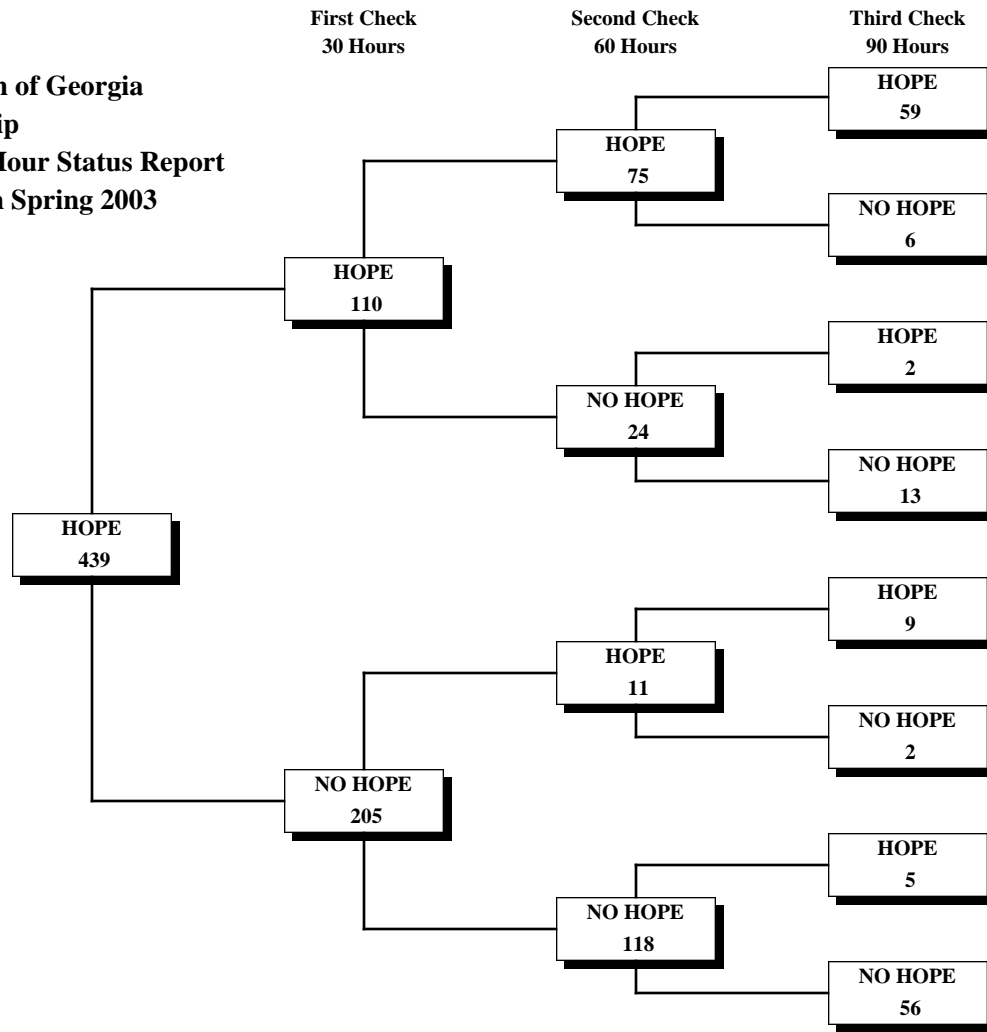 First Check
30 Hours
Second Check
60 Hours
Third Check
90 Hours
of Georgia
Status Report
Spring 2003
HOPE
59
HOPE
75
NO HOPE
6
HOPE
110
HOPE
2
NO HOPE
24
NO HOPE
13
HOPE
439
HOPE
9
HOPE
11
NO HOPE
2
NO HOPE
205
HOPE
5
NO HOPE
118
NO HOPE
56